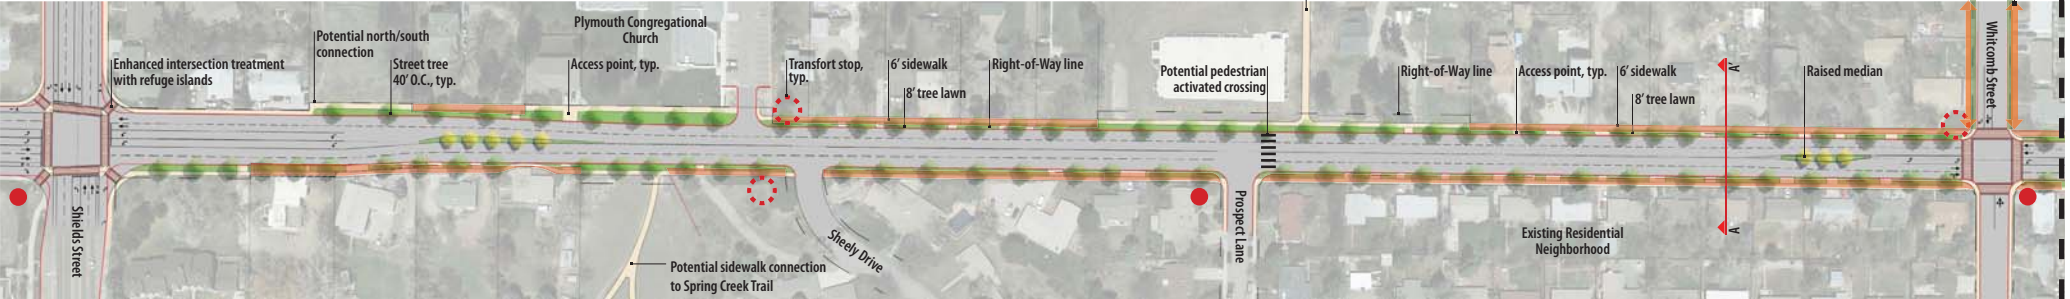 Plymouth Congregational
Church
Potential north/south
connection
Enhanced intersection treatment
with refuge islands
Street tree
40' O.C., typ.
Access point, typ.
Transfort stop,
typ.
6' sidewalk
8' tree lawn
Right-of-Way line
Potential pedestrian
activated crossing
Right-of-Way line
Access point, typ.
6' sidewalk
8' tree lawn
A
Raised median
Whitcomb Street
Shields Street
Sheely Drive
Potential sidewalk connection
to Spring Creek Trail
Prospect Lane
Existing Residential
Neighborhood
A